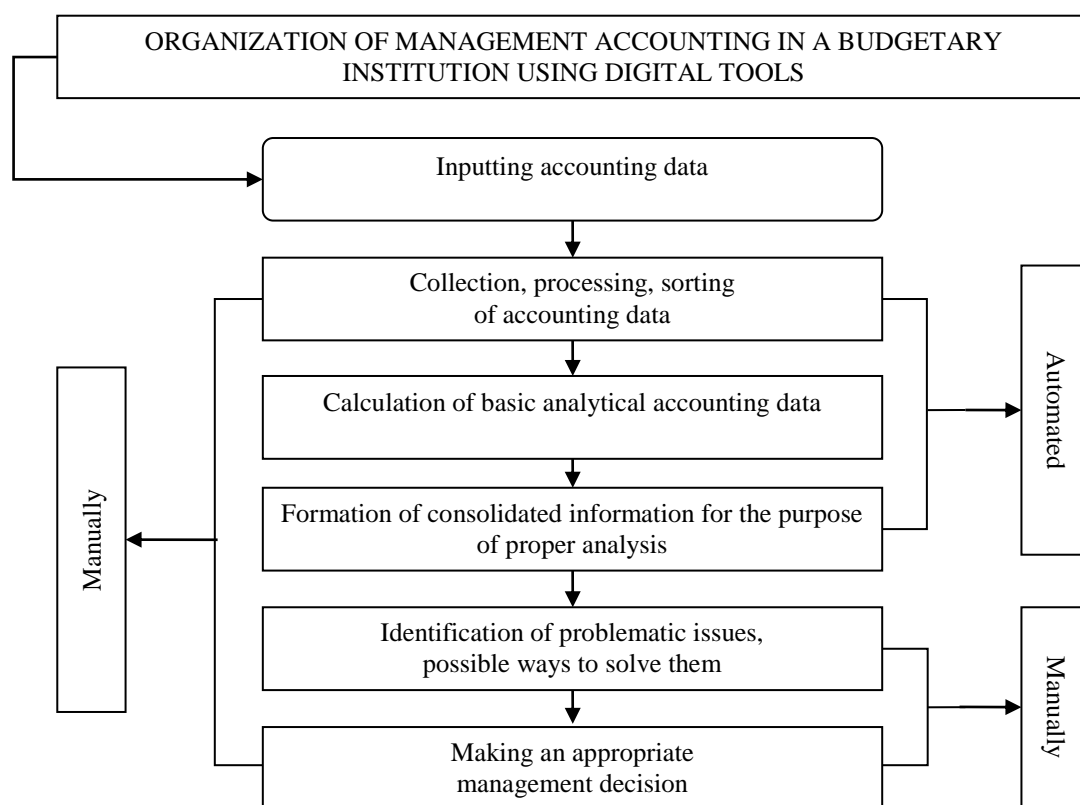 ORGANIZATION OF MANAGEMENT ACCOUNTING IN A BUDGETARY
INSTITUTION USING DIGITAL TOOLS
Inputting accounting data
Collection, processing, sorting
of accounting data
Calculation of basic analytical accounting data
Formation of consolidated information for the purpose
of proper analysis
Identification of problematic issues,
possible ways to solve them
Making an appropriate
management decision
Manually
Automated
Manually